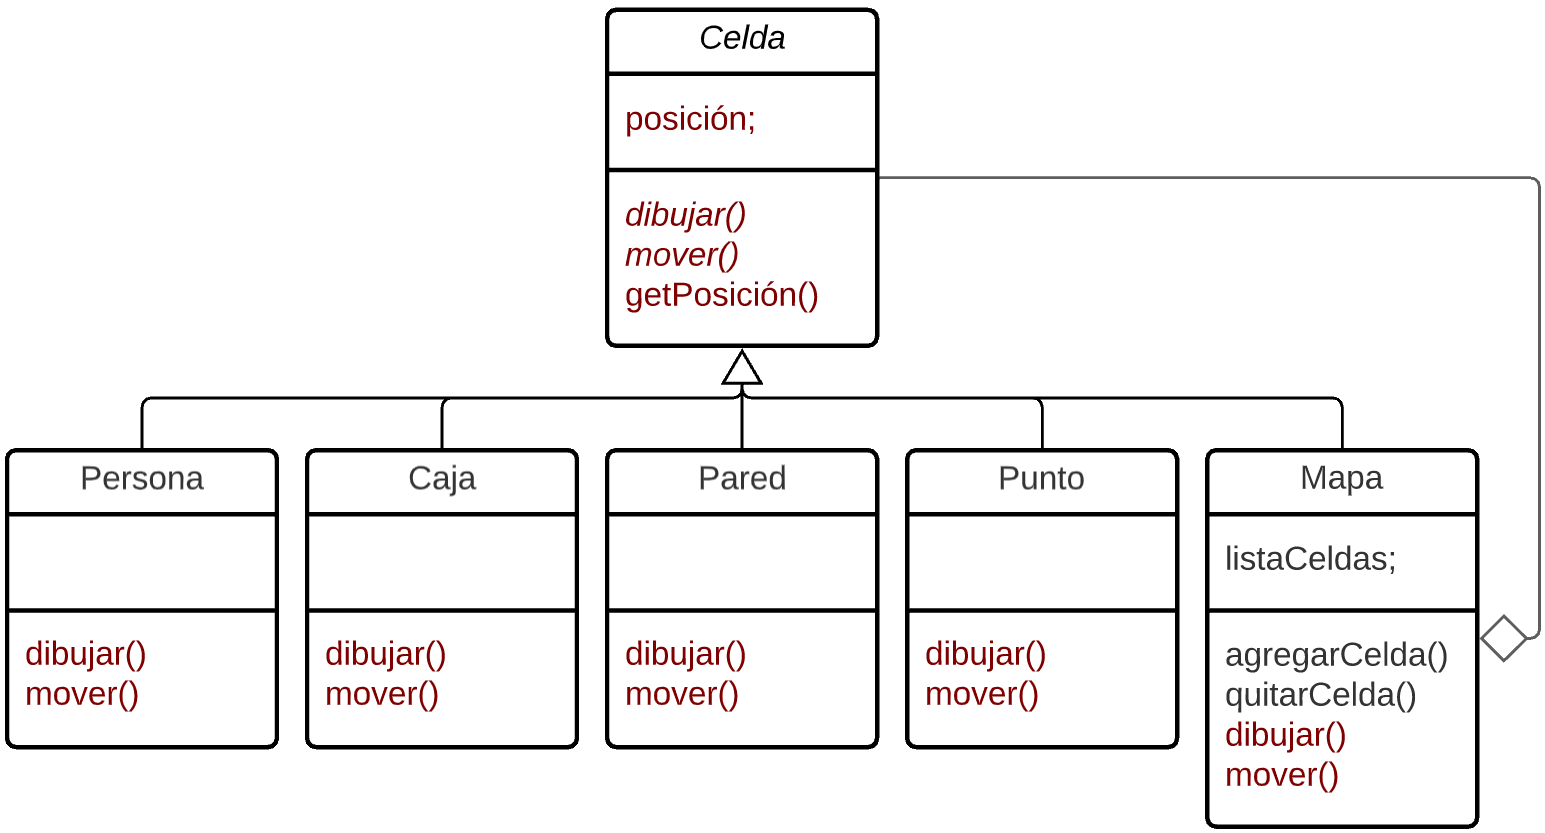 Celda
posición;
dibujar()
mover()
getPosición()
Persona
dibujar()
mover()
Caja
dibujar()
mover()
Pared
dibujar()
mover()
Punto
dibujar()
mover()
Mapa
listaCeldas;
agregarCelda()
quitarCelda()
dibujar()
mover()